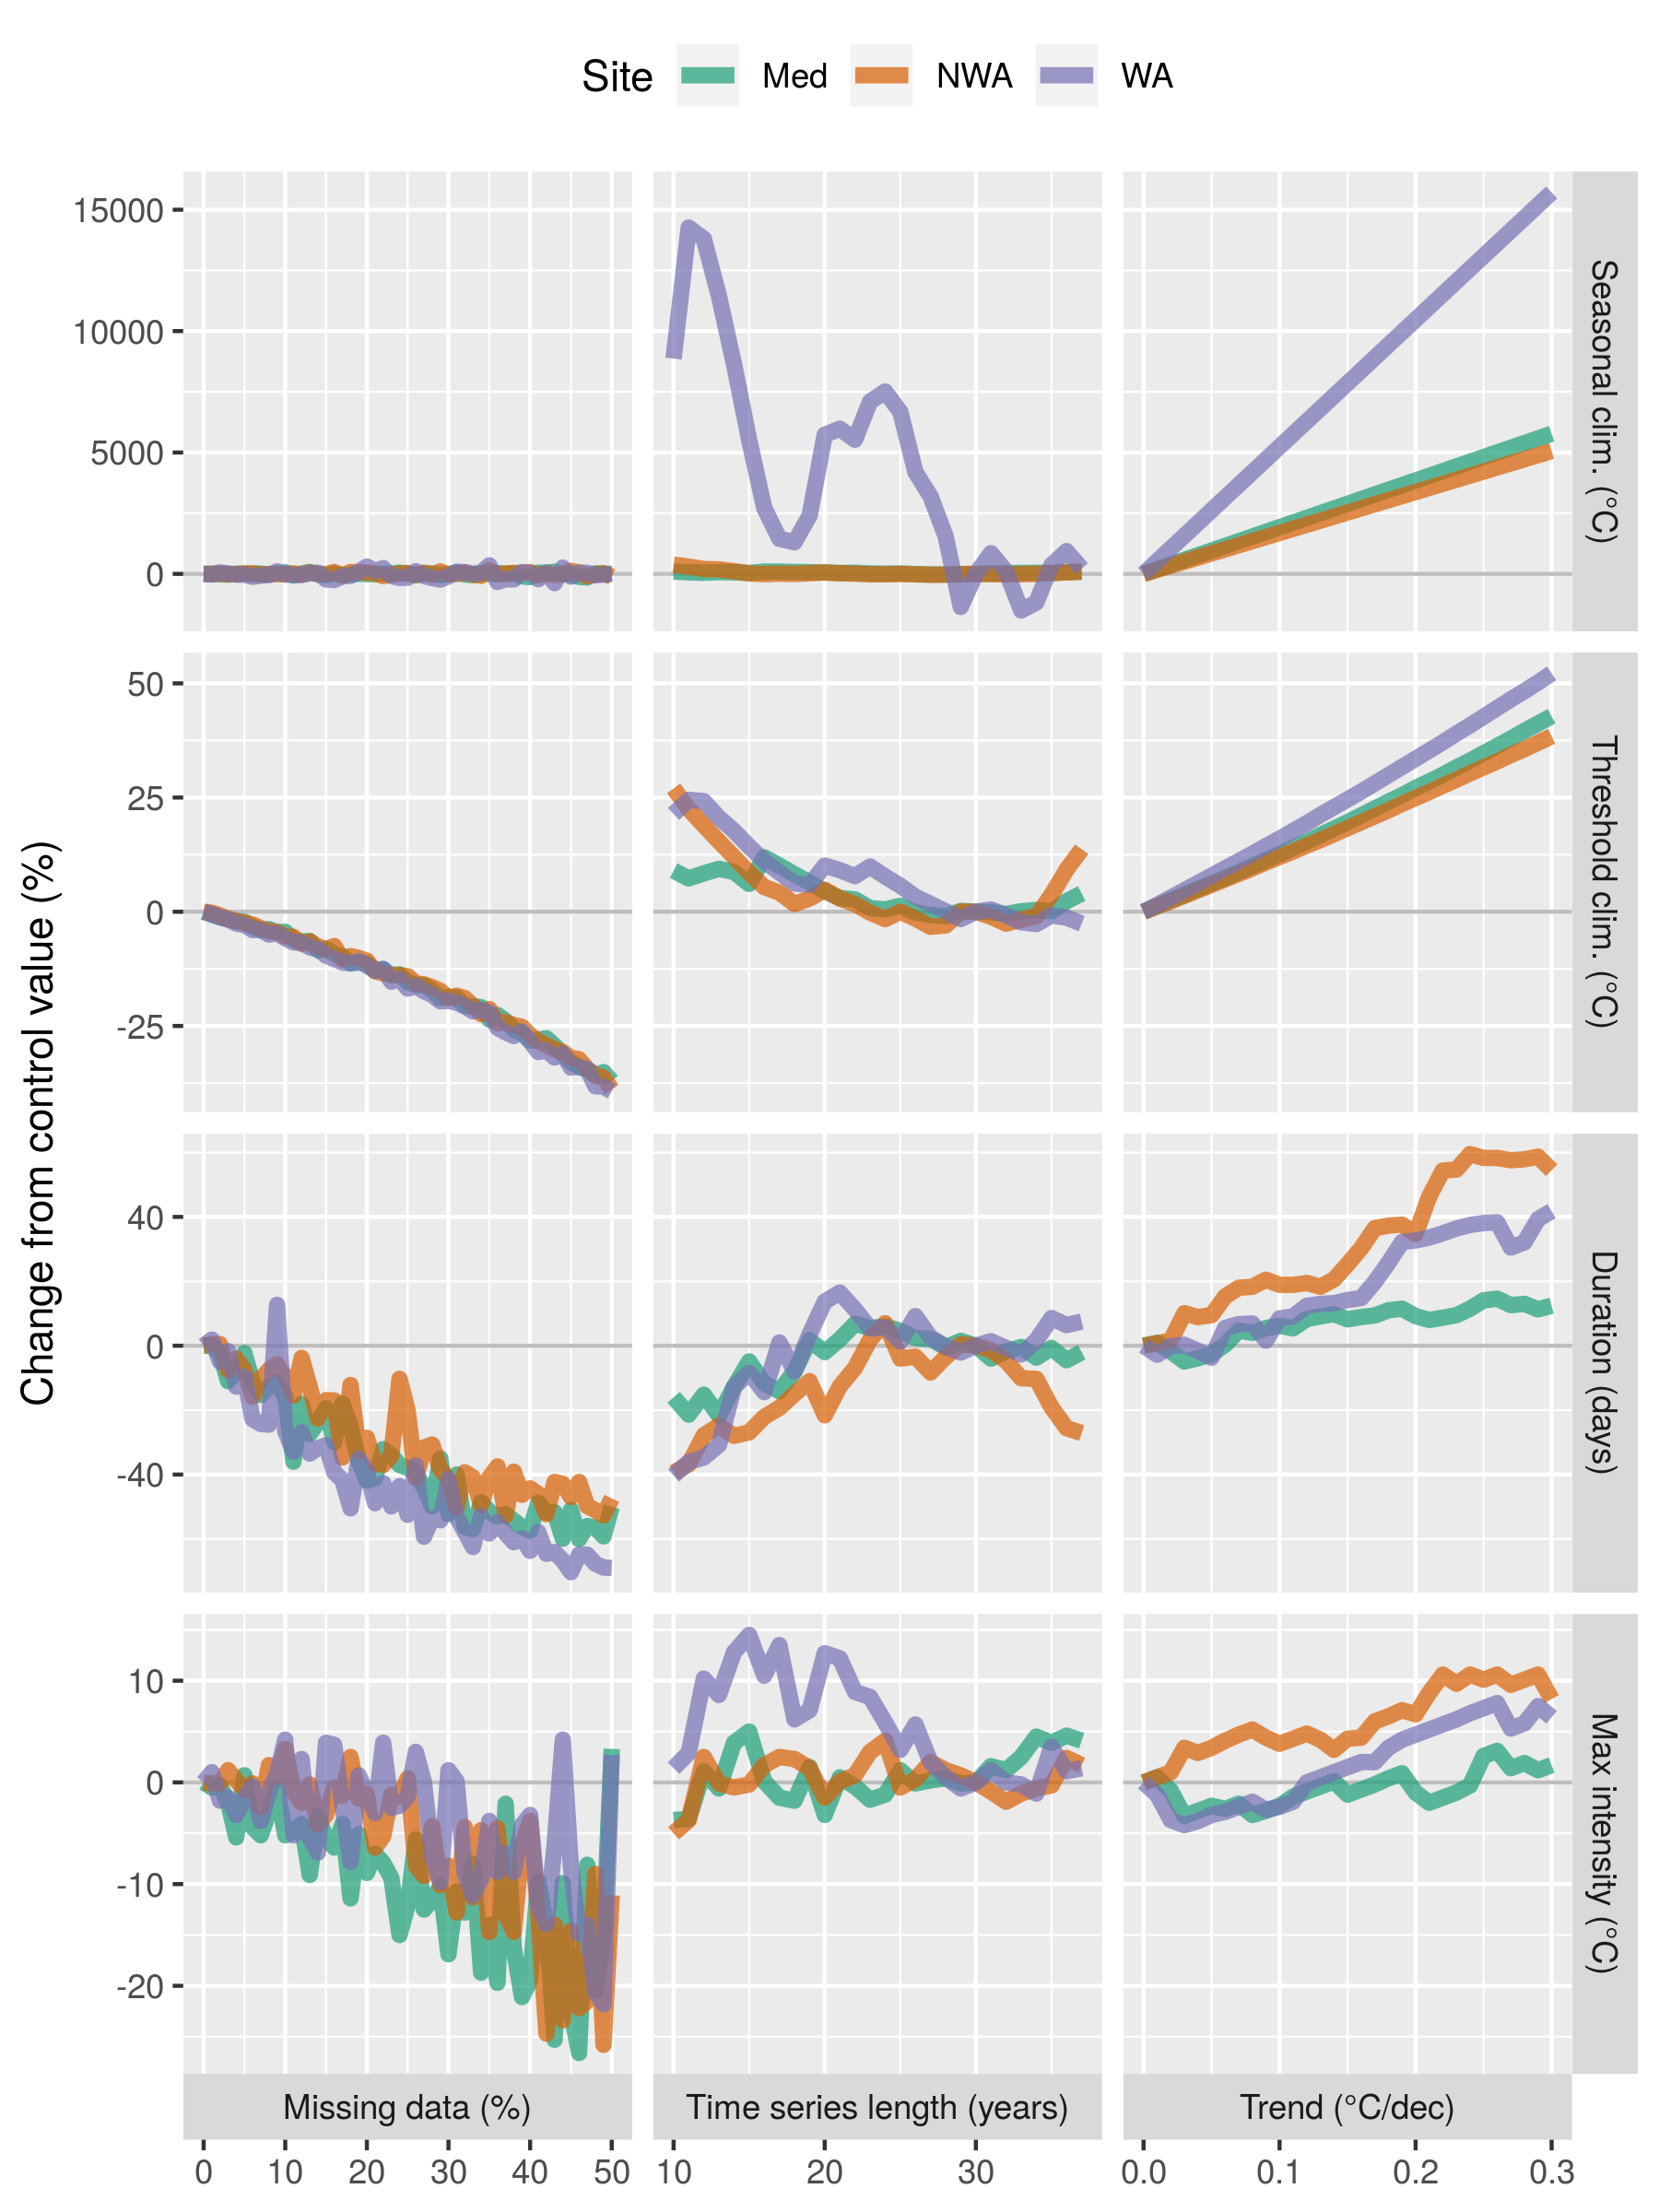 Site Med NWA WA
15000
10000
5000
0
Seasonal clim. (°C)
50
25
0
-25
Threshold clim. (°C)
Change from control value (%)
40
0
-40
Duration (days)
10
0
-10
-20
Max intensity (°C)
Missing data (%) Time series length (years) Trend (°C/dec)
0 10 20 30 40 50 10 20 30 0.0 0.1 0.2 0.3